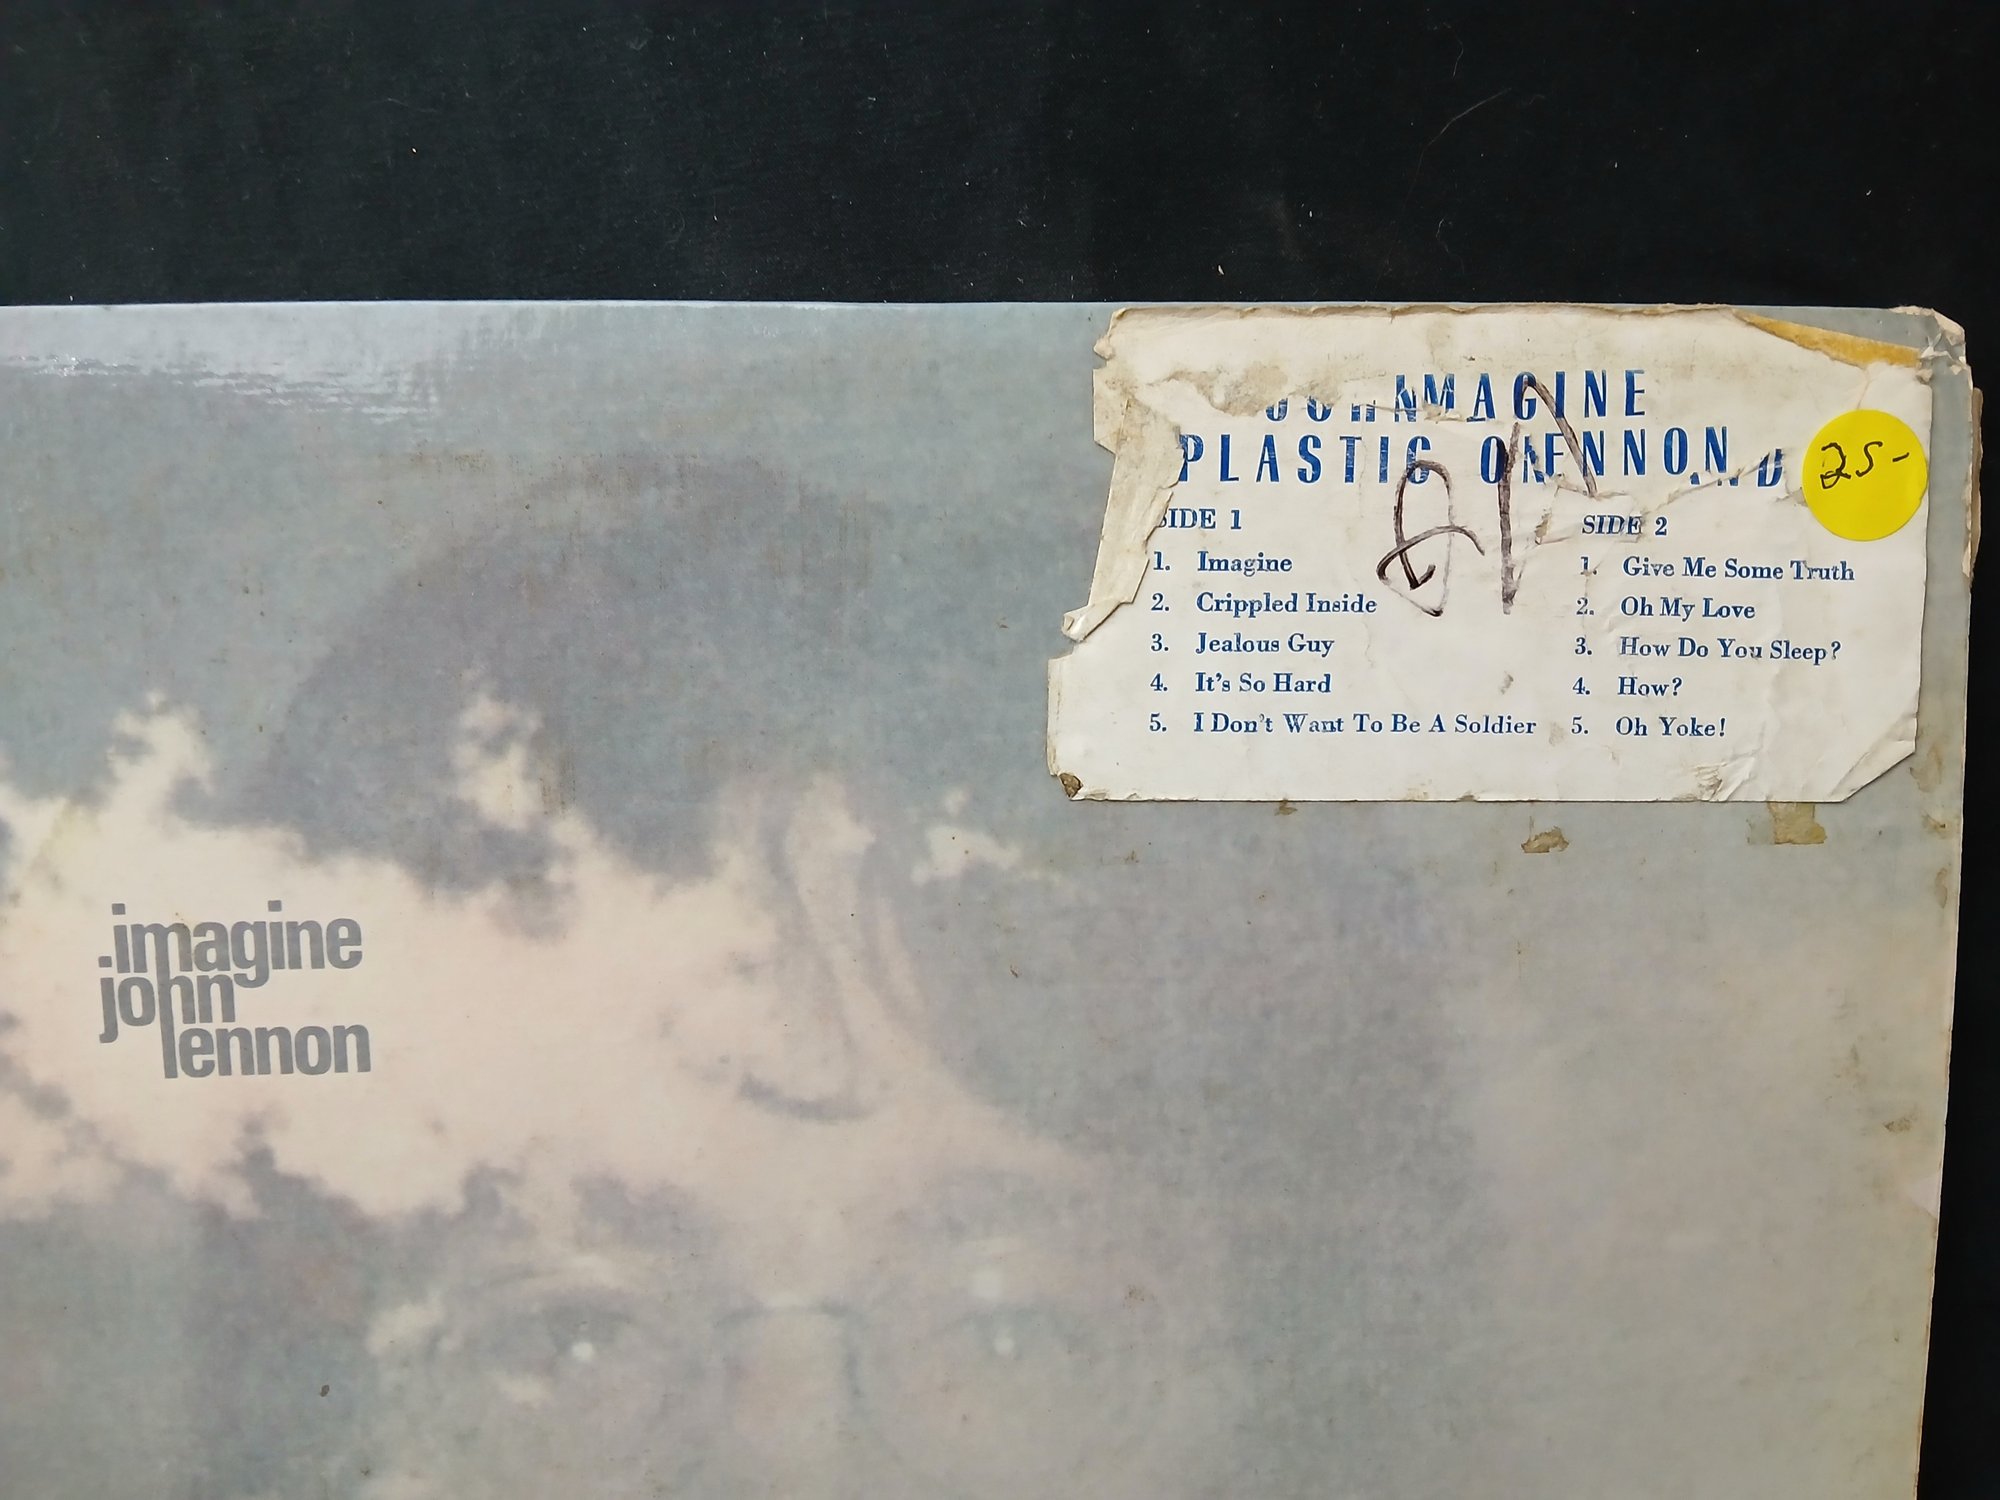 IMAGINE
PLASTIC O
ENNON
SIDE 1
1. Imagine
2. Crippled Inside
3. Jealous Guy
4. It's So Hard
5. I Don't Want To Be A Soldier
SIDE 2
1. Give Me Some Truth
2. Oh My Love
3. How Do You Sleep?
4. How?
5. Oh Yoke!
25-
imagine
john
lennon